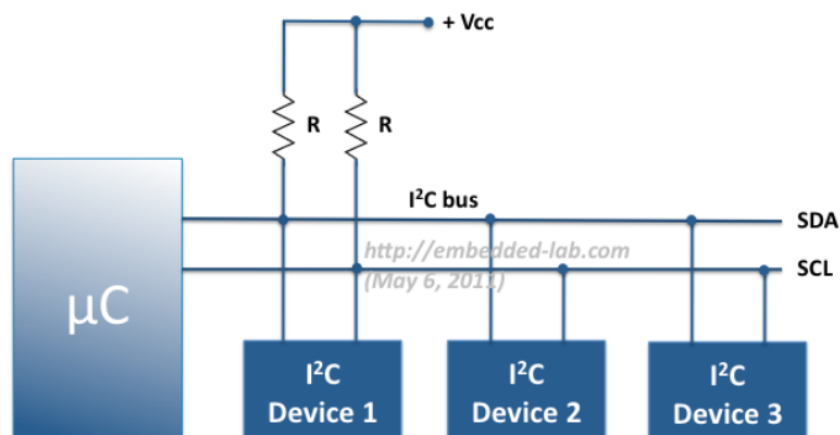 + Vcc
R
R
I²C bus
SDA
http://embedded-lab.com
(May 6, 2011)
SCL
µC
I²C
Device 1
I²C
Device 2
I²C
Device 3